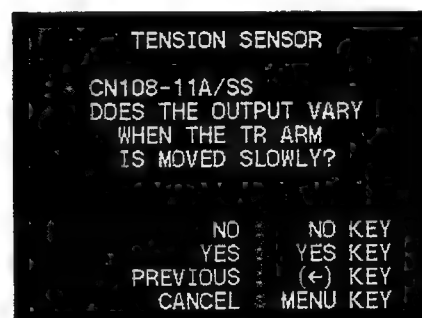 TENSION SENSOR
CN108-11A/SS
DOES THE OUTPUT VARY
WHEN THE TR ARM
IS MOVED SLOWLY?
NO : NO KEY
YES : YES KEY
PREVIOUS : (←) KEY
CANCEL : MENU KEY